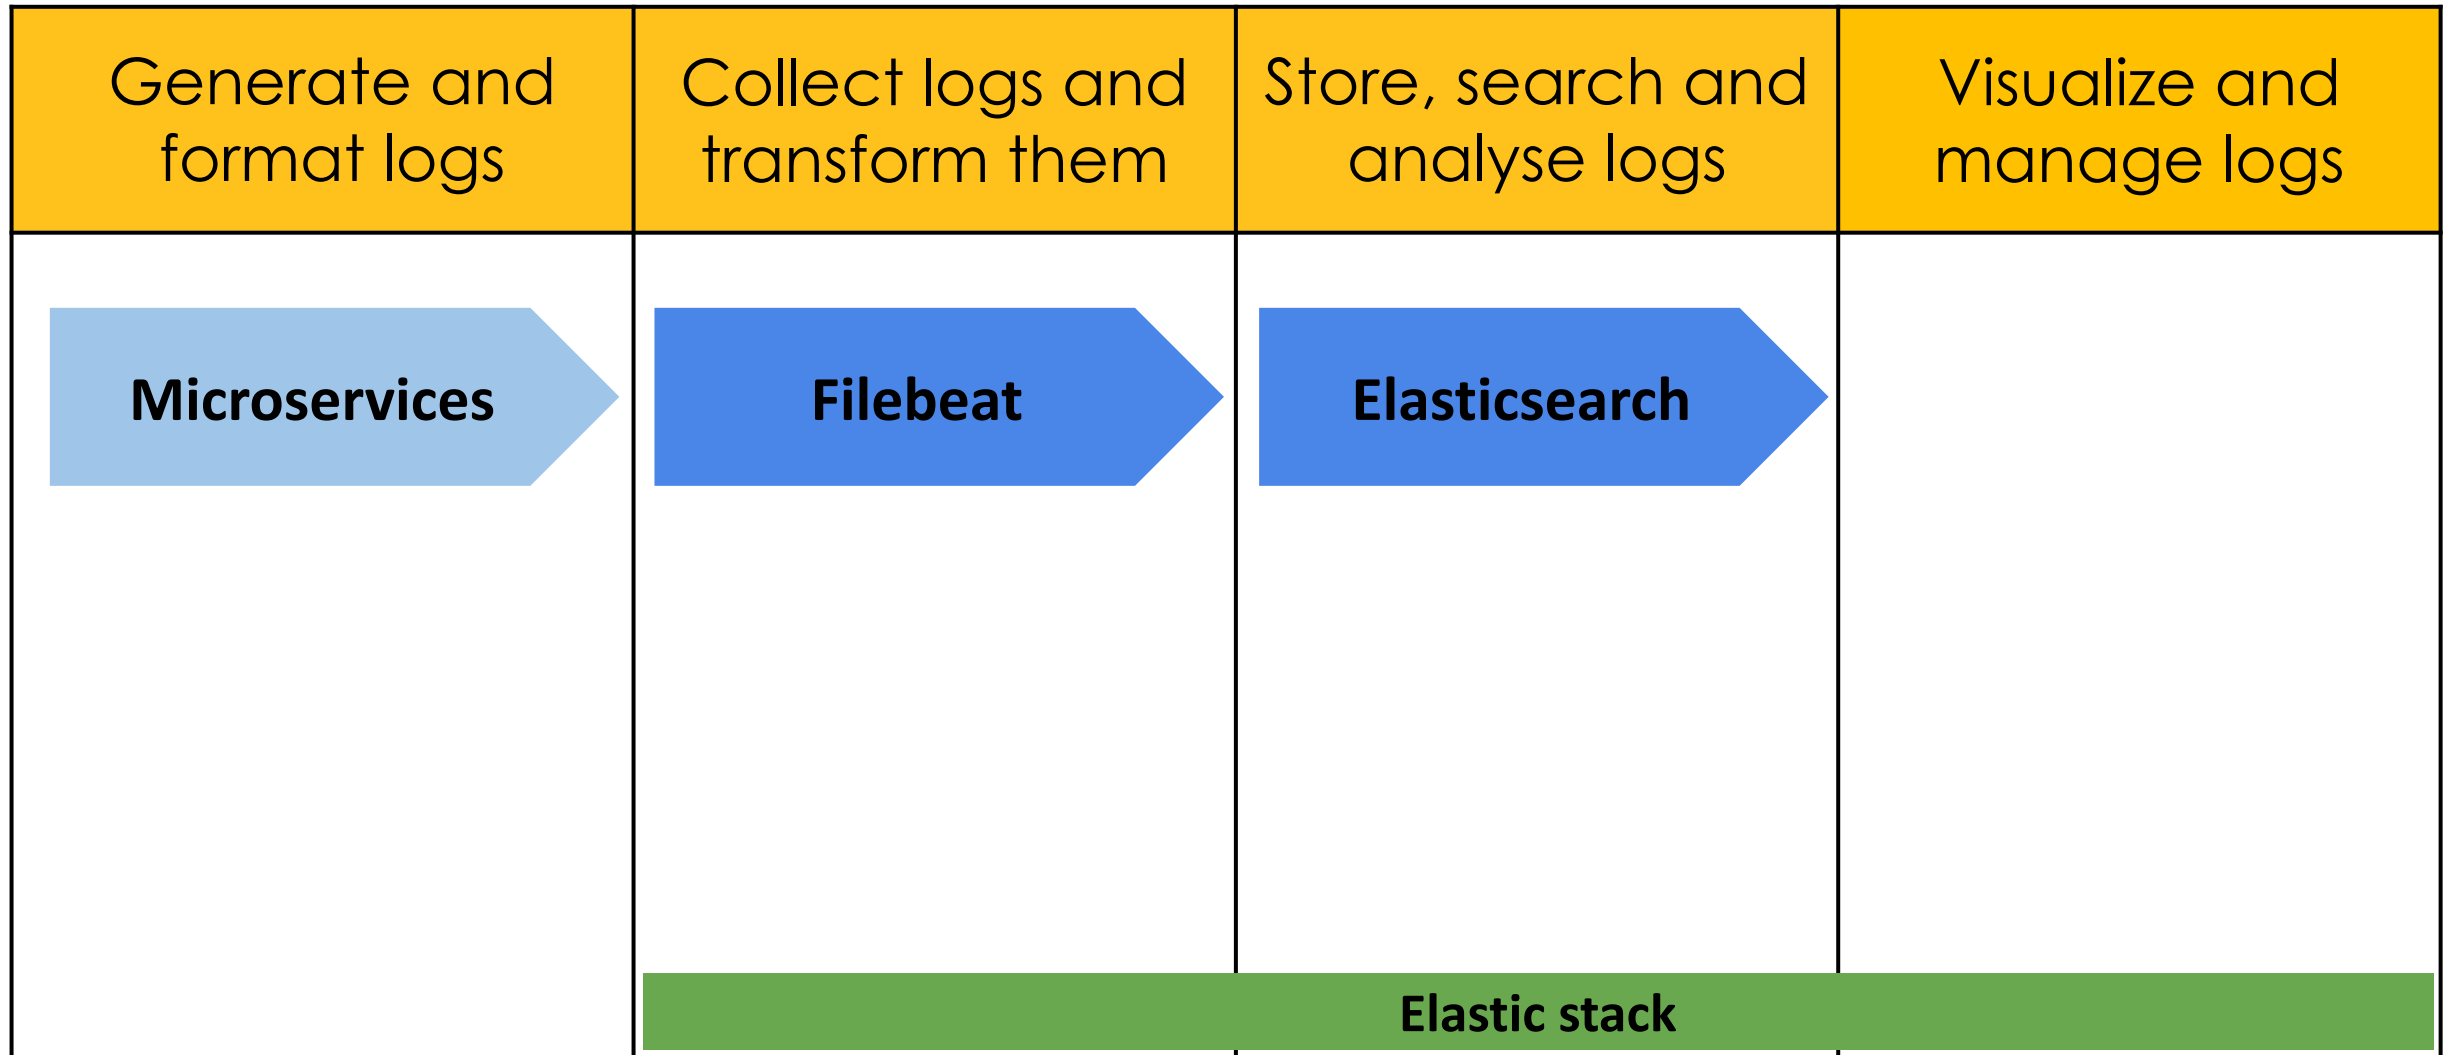 Generate and
format logs
Collect logs and
transform them
Store, search and
analyse logs
Visualize and
manage logs
Microservices
Filebeat
Elasticsearch
Elastic stack